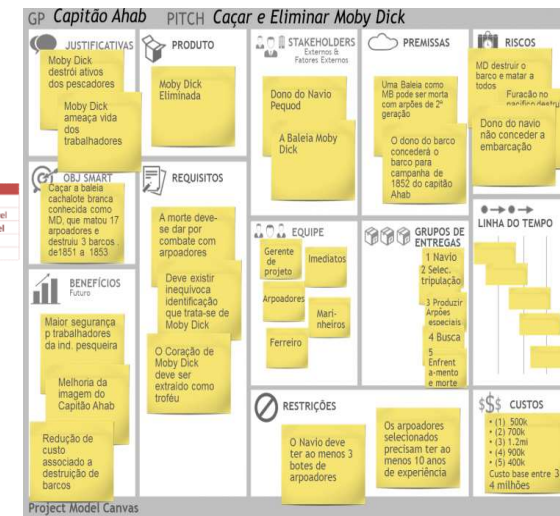 GP Capitão Ahab PITCH Caçar e Eliminar Moby Dick
JUSTIFICATIVAS
Moby Dick
destrói ativos
dos pescadores
Moby Dick
ameaça vida
dos
trabalhadores
PRODUTO
Moby Dick
Eliminada
STAKEHOLDERS
Externos &
Fatores Externos
Dono do Navio
Pequod
A Baleia Moby
Dick
PREMISSAS
Uma Baleia como
MB pode ser morta
com arpões de 2ª
geração
O dono do barco
concederá o
barco para
campanha de
1852 do capitão
Ahab
RISCOS
MD destruir o
barco e matar a
todos
Furacão no
Dono do navio
não conceder a
embarcação
OBJ SMART
Caçar a baleia
cachalote branca
conhecida como
MD, que matou 17
arpoadores e
destruiu 3 barcos .
de1851 a 1853
REQUISITOS
A morte deve-
se dar por
combate com
arpoadores
Deve existir
inequívoca
identificação
que trata-se de
Moby Dick
O Coração de
Moby Dick
deve ser
extraído como
troféu
EQUIPE
Gerente
de
projeto
Imediatos
Arpoadores
Mari-
nheiros
Ferreiro
GRUPOS DE
ENTREGAS
1 Navio
2 Selec.
tripulação
3 Produzir
Arpões
especiais
4 Busca
5
Enfrent
a-mento
e morte
LINHA DO TEMPO
BENEFÍCIOS
Futuro
Maior segurança
p trabalhadores
da ind. pesqueira
Melhoria da
imagem do
Capitão Ahab
Redução de
custo
associado a
destruição de
barcos
RESTRIÇÕES
O Navio deve
ter ao menos 3
botes de
arpoadores
Os arpoadores
selecionados
precisam ter ao
menos 10 anos
de experiência
$$$ CUSTOS
• (1) 500k
• (2) 700k
• (3) 1.2mi
• (4) 900k
• (5) 400k
Custo base entre 3
4 milhões
Project Model Canvas